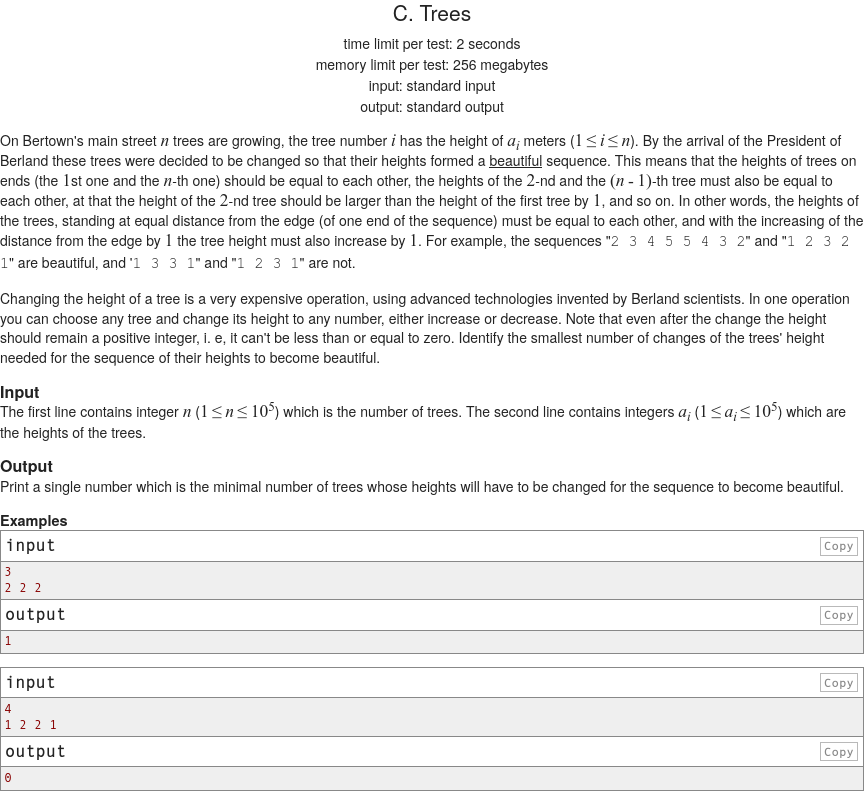 C. Trees
time limit per test: 2 seconds
memory limit per test: 256 megabytes
input: standard input
output: standard output
On Bertown's main street n trees are growing, the tree number i has the height of a_i meters (1 ≤ i ≤ n). By the arrival of the President of
Berland these trees were decided to be changed so that their heights formed a beautiful sequence. This means that the heights of trees on
ends (the 1st one and the n-th one) should be equal to each other, the heights of the 2-nd and the (n - 1)-th tree must also be equal to
each other, at that the height of the 2-nd tree should be larger than the height of the first tree by 1, and so on. In other words, the heights of
the trees, standing at equal distance from the edge (of one end of the sequence) must be equal to each other, and with the increasing of the
distance from the edge by 1 the tree height must also increase by 1. For example, the sequences "2 3 4 5 5 4 3 2" and "1 2 3 2
1" are beautiful, and '1 3 3 1" and "1 2 3 1" are not.
Changing the height of a tree is a very expensive operation, using advanced technologies invented by Berland scientists. In one operation
you can choose any tree and change its height to any number, either increase or decrease. Note that even after the change the height
should remain a positive integer, i. e, it can't be less than or equal to zero. Identify the smallest number of changes of the trees' height
needed for the sequence of their heights to become beautiful.
Input
The first line contains integer n (1 ≤ n ≤ 10^5) which is the number of trees. The second line contains integers a_i (1 ≤ a_i ≤ 10^5) which are
the heights of the trees.
Output
Print a single number which is the minimal number of trees whose heights will have to be changed for the sequence to become beautiful.
Examples
input Copy
3
2 2 2
output Copy
1
input Copy
4
1 2 2 1
output Copy
0